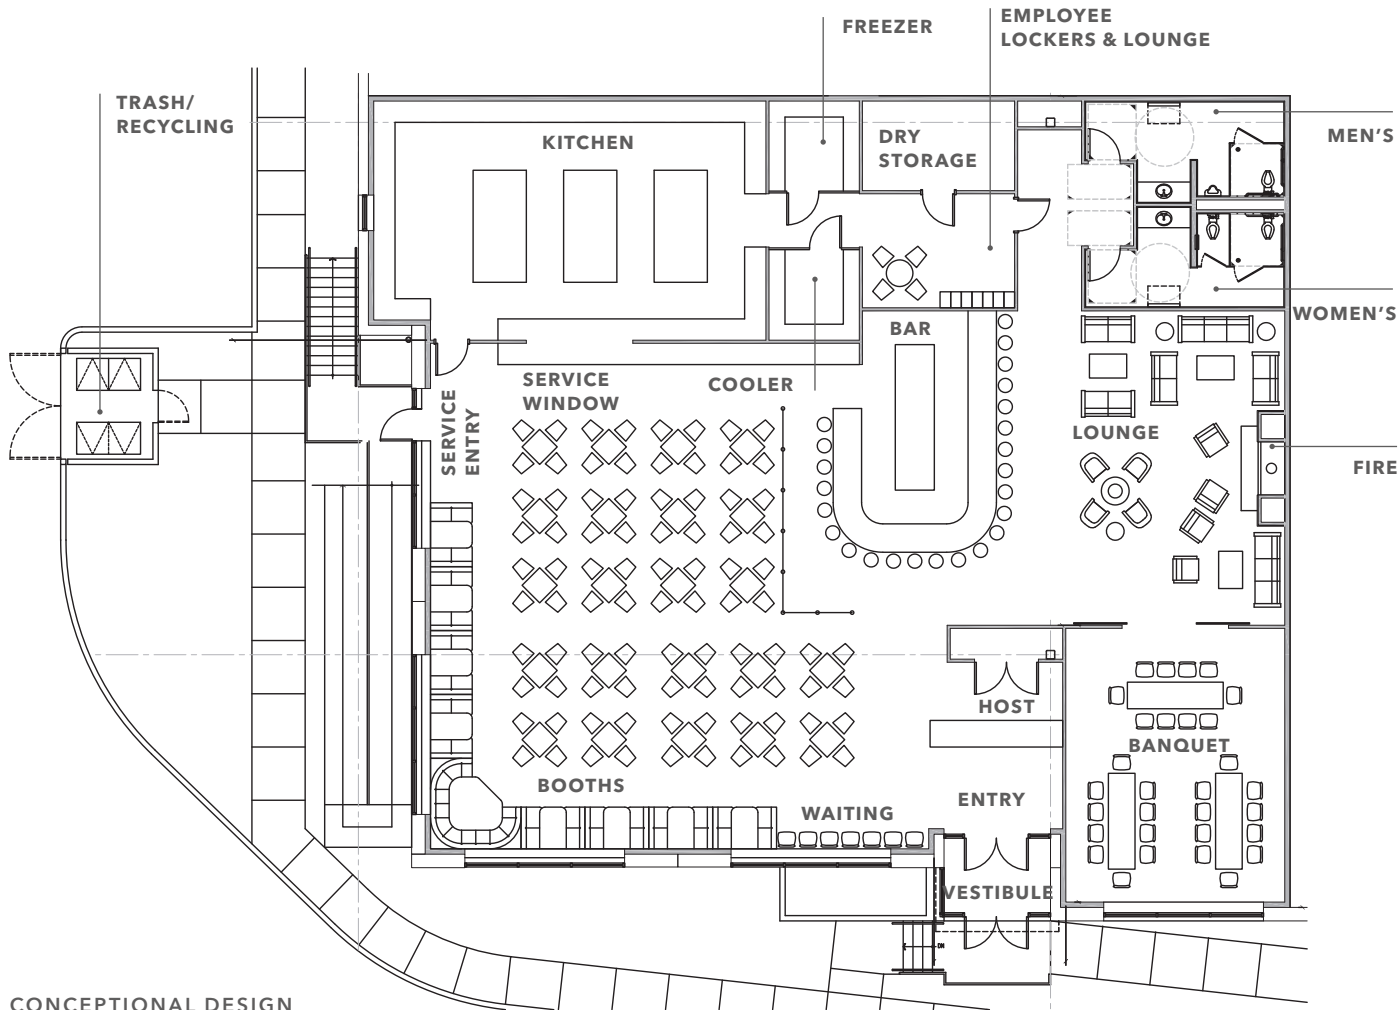 FREEZER
EMPLOYEE
LOCKERS & LOUNGE
TRASH/
RECYCLING
KITCHEN
DRY
STORAGE
MEN'S
WOMEN'S
BAR
SERVICE
WINDOW
COOLER
SERVICE
ENTRY
LOUNGE
FIRE
HOST
BANQUET
BOOTHS
WAITING
ENTRY
VESTIBULE
DN
CONCEPTIONAL DESIGN